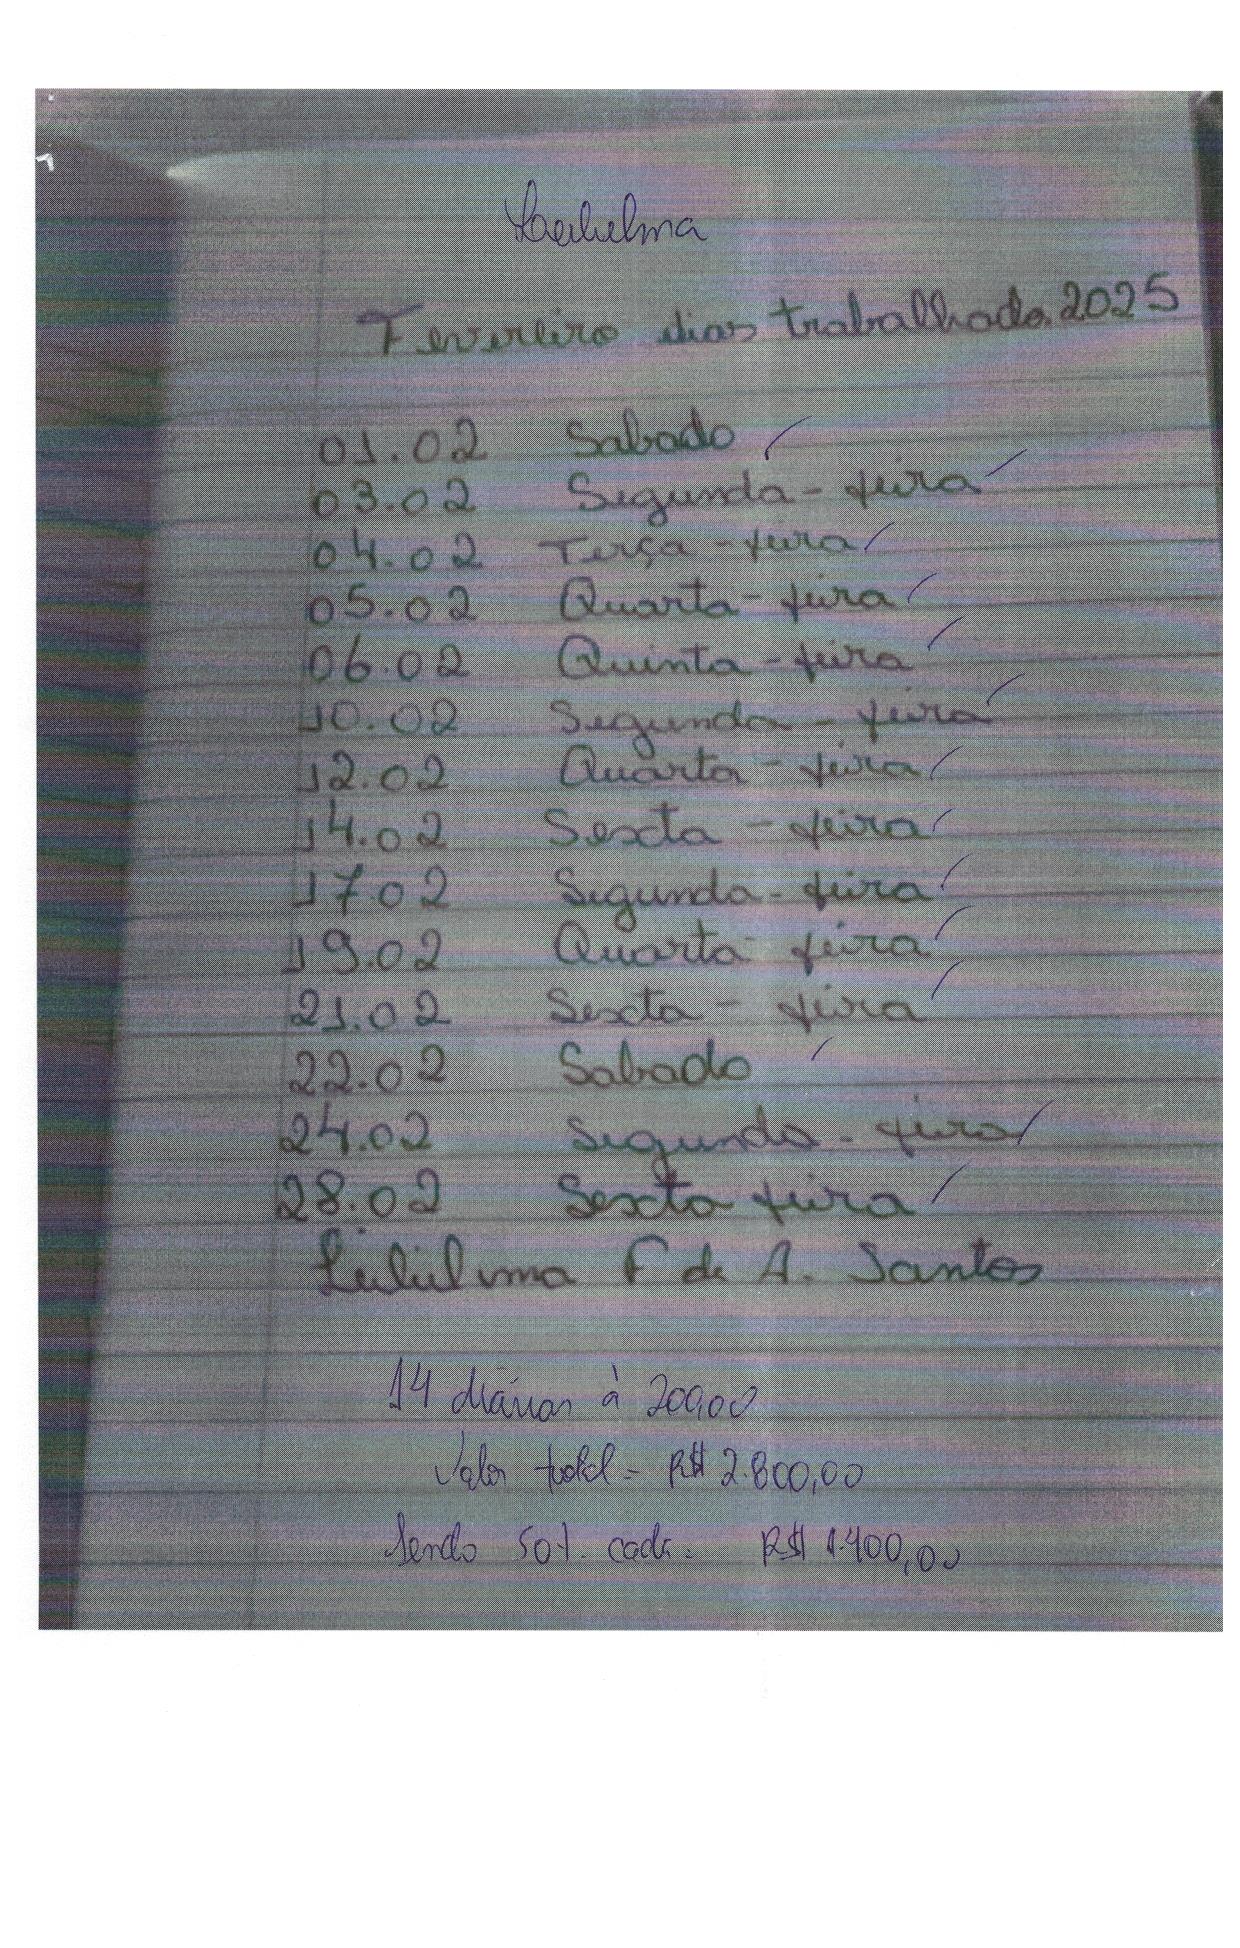 Leulielma
Fevereiro dias trabalhado.2025
01.02 Sabado
03.02 Segunda-feira
04.02 Terça-feira
05.02 Quarta-feira
06.02 Quinta-feira
10.02 Segunda-feira
12.02 Quarta-feira
14.02 Sexta-feira
17.02 Segunda-feira
19.02 Quarta-feira
21.02 Sexta-feira
22.02 Sabado
24.02 Segunda-feira
28.02 Sexta feira
F de A. Santos
14 diárias à 200,00
Valor total = R$ 2.800,00
Sendo 50%. cada. R$ 1.400,00